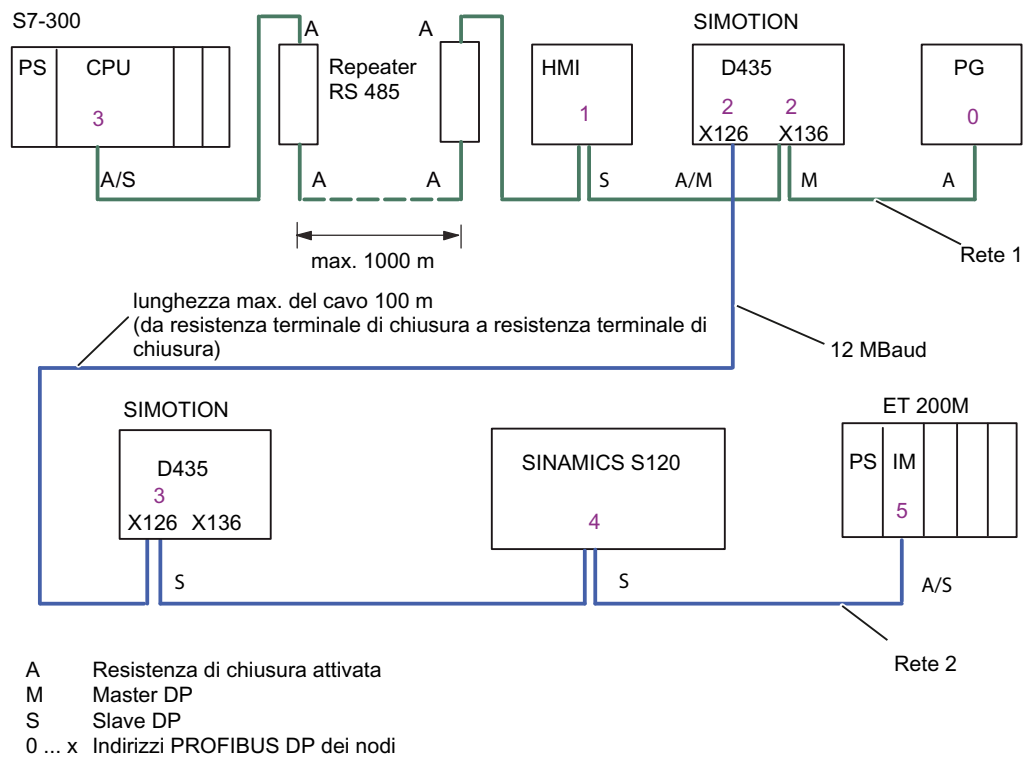 S7-300
SIMOTION
A
A
PS
CPU
Repeater
RS 485
HMI
D435
PG
3
1
2
2
0
X126
X136
A/S
A
A
S
A/M
M
A
max. 1000 m
Rete 1
lunghezza max. del cavo 100 m
(da resistenza terminale di chiusura a resistenza terminale di
chiusura)
12 MBaud
SIMOTION
ET 200M
D435
SINAMICS S120
PS
IM
3
X126
X136
4
5
S
S
A/S
Rete 2
A Resistenza di chiusura attivata
M Master DP
S Slave DP
0 ... x Indirizzi PROFIBUS DP dei nodi